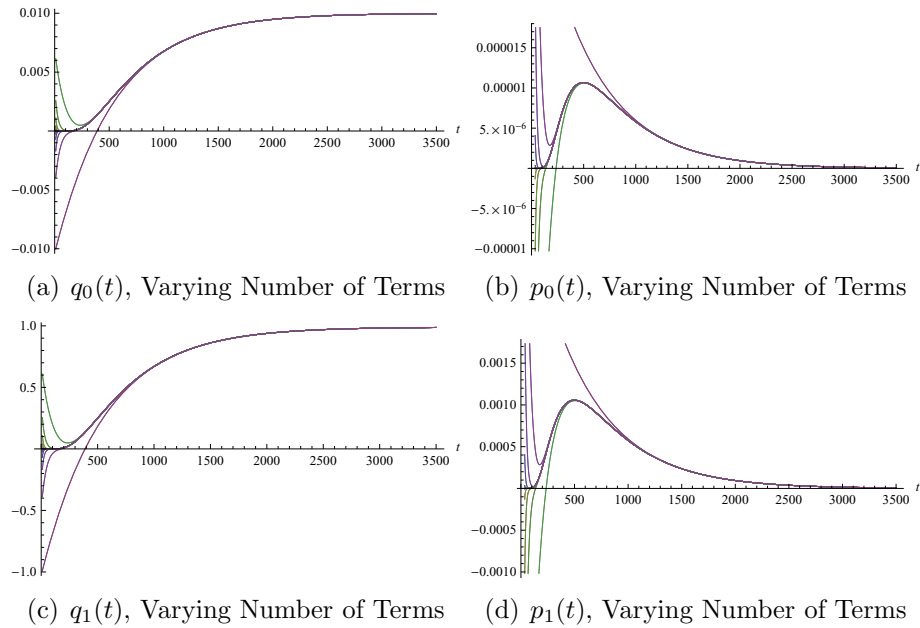 0.010
0.005
−0.005
−0.010
500 1000 1500 2000 2500 3000 3500 t
(a) q₀(t), Varying Number of Terms
0.000015
0.00001
5.×10⁻⁶
−5.×10⁻⁶
−0.00001
500 1000 1500 2000 2500 3000 3500 t
(b) p₀(t), Varying Number of Terms
1.0
0.5
−0.5
−1.0
500 1000 1500 2000 2500 3000 3500 t
(c) q₁(t), Varying Number of Terms
0.0015
0.0010
0.0005
−0.0005
−0.0010
500 1000 1500 2000 2500 3000 3500 t
(d) p₁(t), Varying Number of Terms